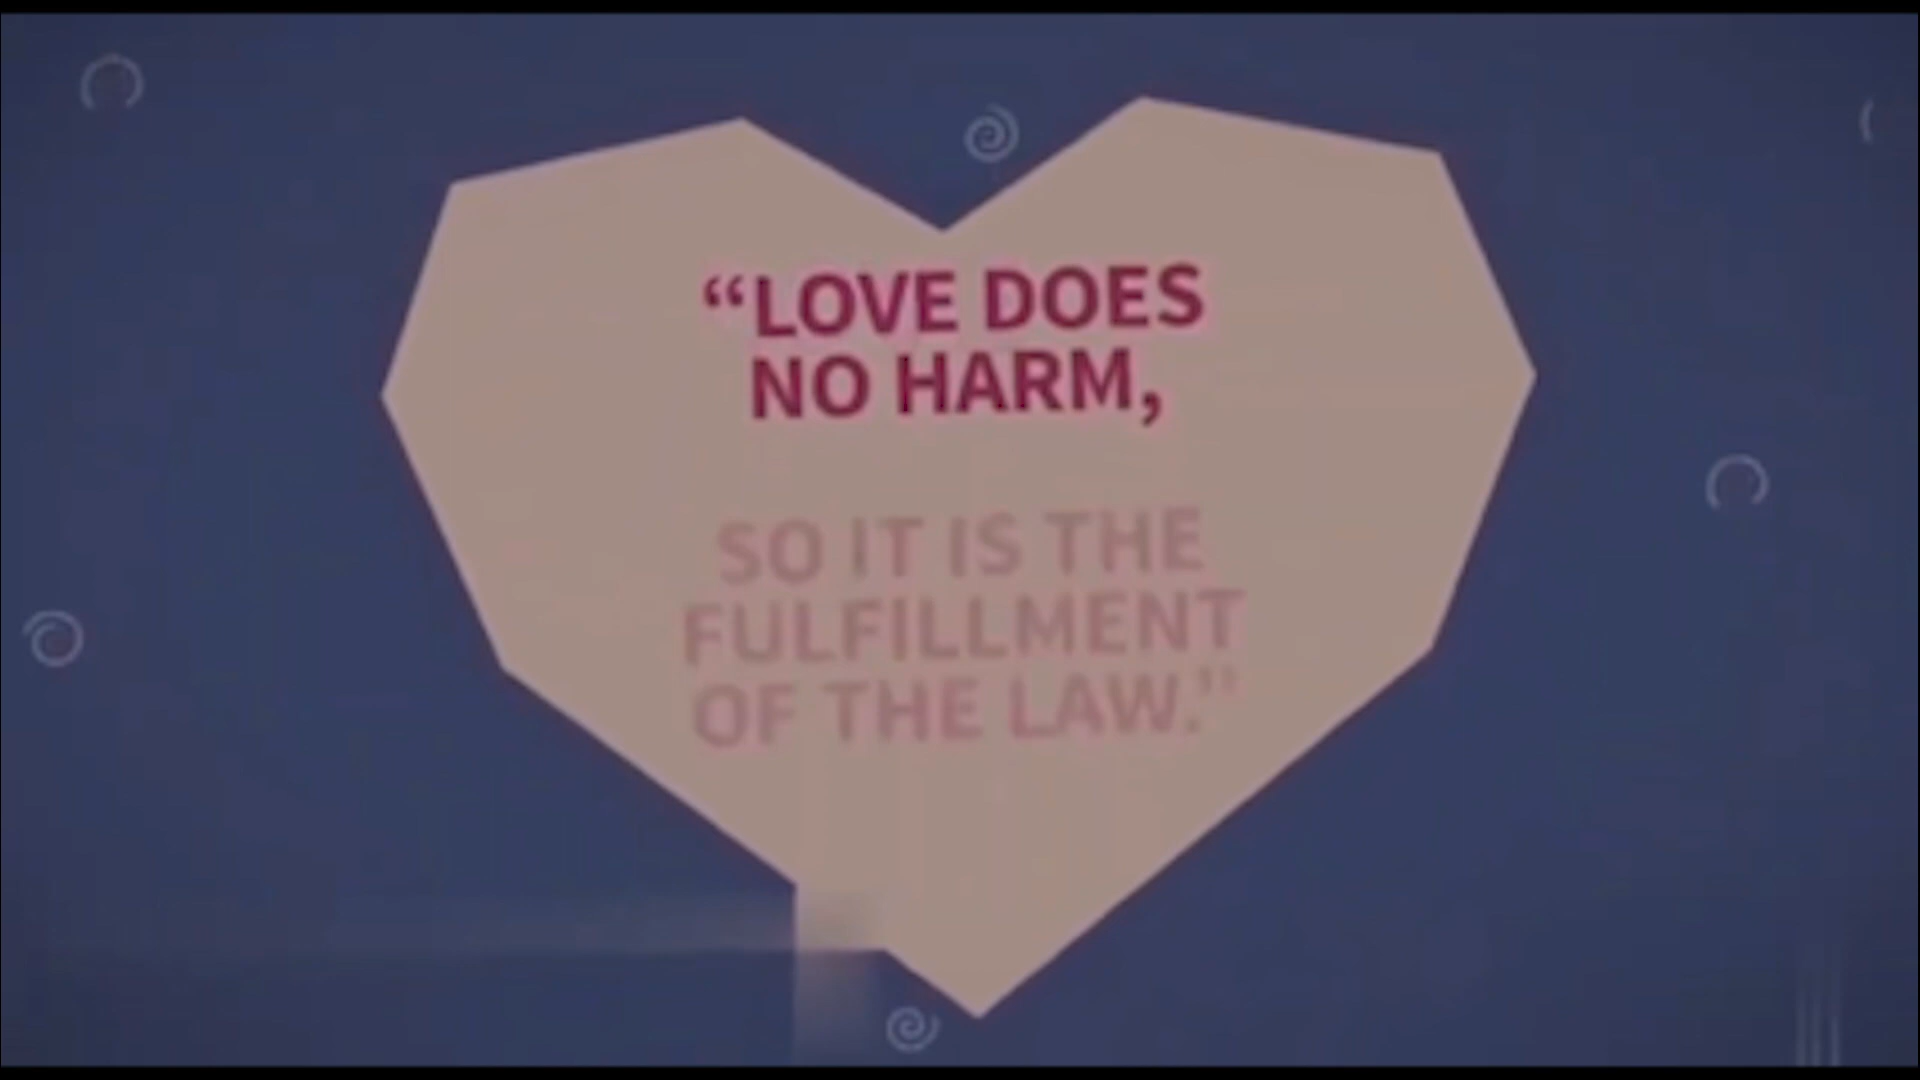 “LOVE DOES
NO HARM,
SO IT IS THE
FULFILLMENT
OF THE LAW.”